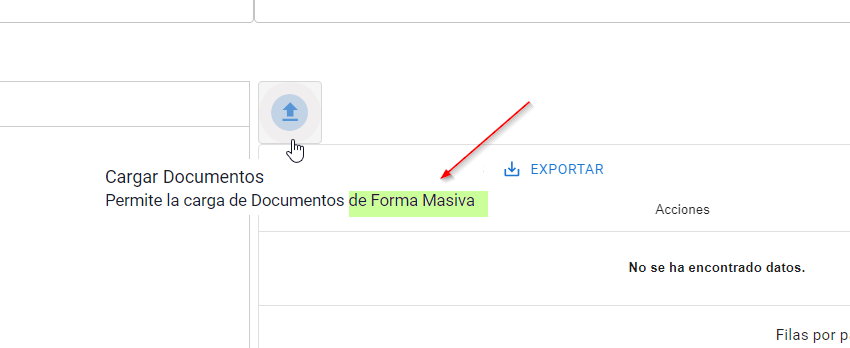 Cargar Documentos
Permite la carga de Documentos de Forma Masiva
EXPORTAR
Acciones
No se ha encontrado datos.
Filas por